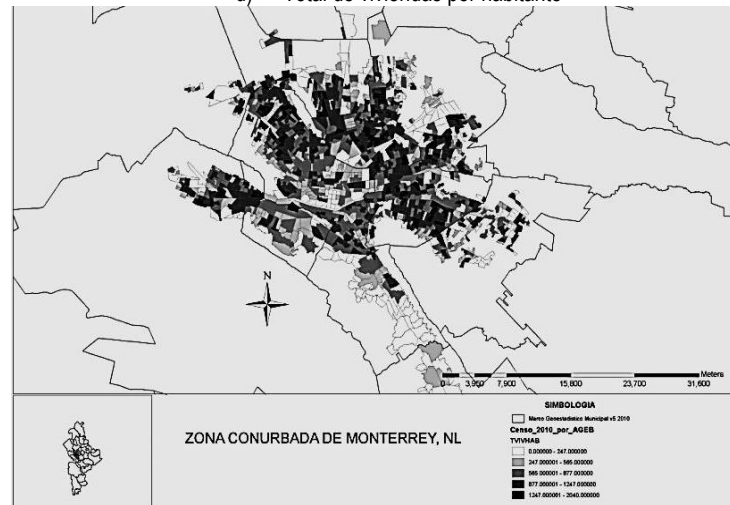 a) Total de viviendas por habitante
N
Meters
0 3,950 7,900 15,800 23,700 31,600
ZONA CONURBADA DE MONTERREY, NL
SIMBOLOGIA
Marco Geoestadistico Municipal v5 2010
Censo_2010_por_AGEB
TVIVHAB
0.000000 - 247.000000
247.000001 - 565.000000
565.000001 - 877.000000
877.000001 - 1247.000000
1247.000001 - 2040.000000